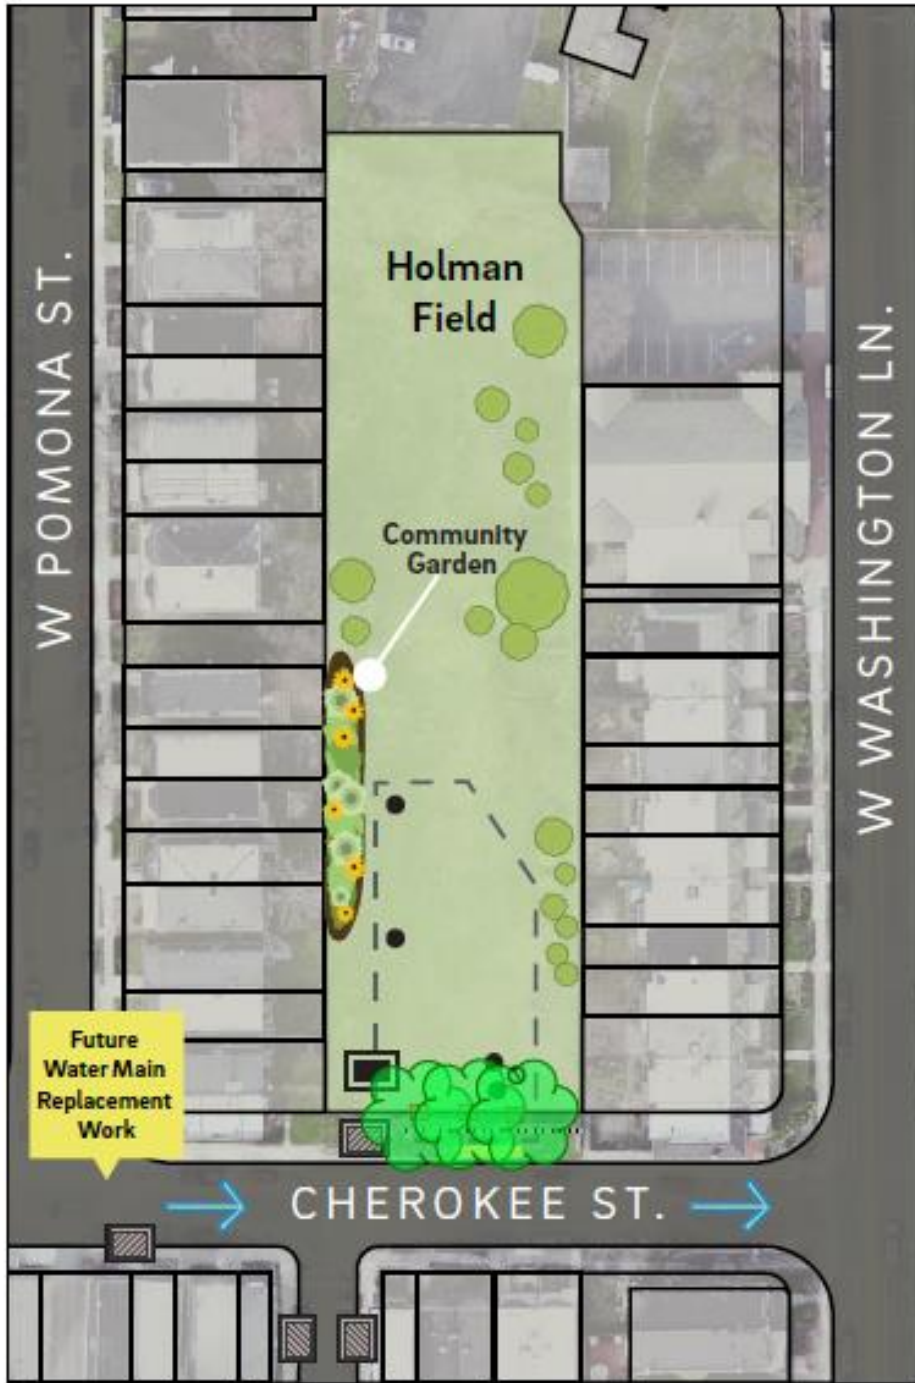 Holman
Field
W POMONA ST.
W WASHINGTON LN.
Community
Garden
Future
Water Main
Replacement
Work
CHEROKEE ST.